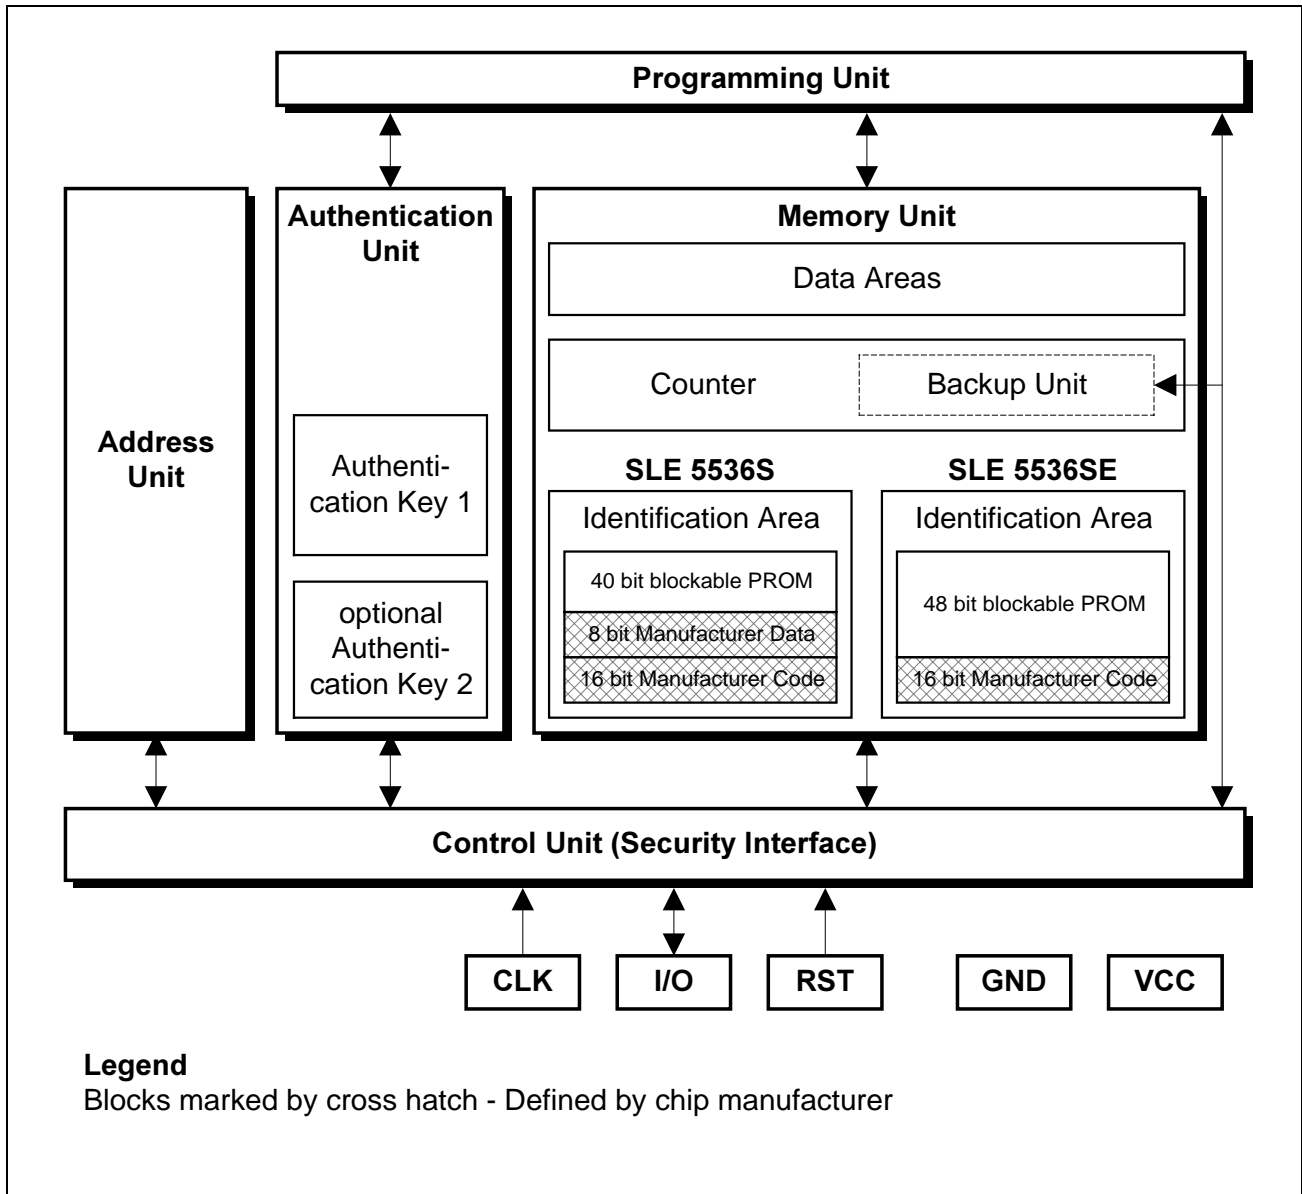 Programming Unit
Address
Unit
Authentication
Unit
Authenti-
cation Key 1
optional
Authenti-
cation Key 2
Memory Unit
Data Areas
Counter
Backup Unit
SLE 5536S
Identification Area
40 bit blockable PROM
8 bit Manufacturer Data
16 bit Manufacturer Code
SLE 5536SE
Identification Area
48 bit blockable PROM
16 bit Manufacturer Code
Control Unit (Security Interface)
CLK
I/O
RST
GND
VCC
Legend
Blocks marked by cross hatch - Defined by chip manufacturer